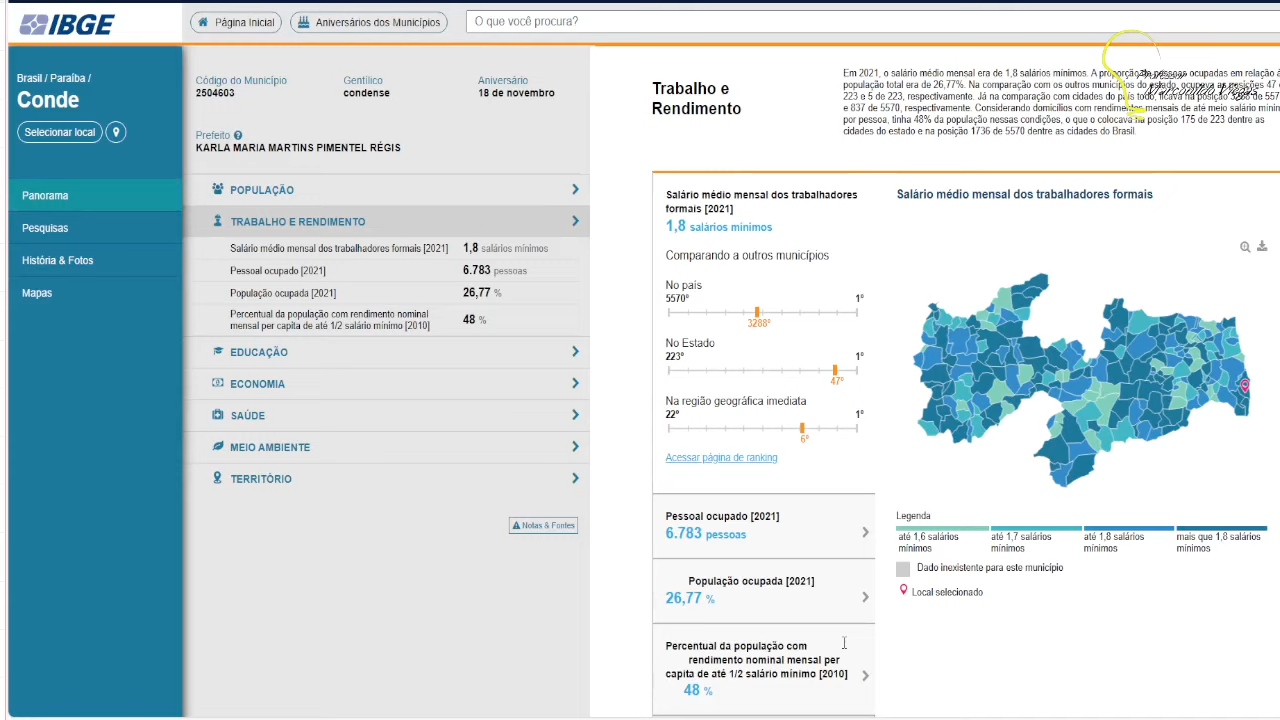 IBGE
Página Inicial
Aniversários dos Municípios
O que você procura?
Brasil / Paraíba /
Conde
Selecionar local
Panorama
Pesquisas
História & Fotos
Mapas
Código do Município
2504603
Gentílico
condense
Aniversário
18 de novembro
Prefeito
KARLA MARIA MARTINS PIMENTEL RÉGIS
POPULAÇÃO
TRABALHO E RENDIMENTO
Salário médio mensal dos trabalhadores formais [2021] 1,8 salários mínimos
Pessoal ocupado [2021] 6.783 pessoas
População ocupada [2021] 26,77 %
Percentual da população com rendimento nominal
mensal per capita de até 1/2 salário mínimo [2010] 48 %
EDUCAÇÃO
ECONOMIA
SAÚDE
MEIO AMBIENTE
TERRITÓRIO
Notas & Fontes
Trabalho e
Rendimento
Em 2021, o salário médio mensal era de 1,8 salários mínimos. A proporção de pessoas ocupadas em relação à
população total era de 26,77%. Na comparação com os outros municípios do estado, ocupava as posições 47 de
223 e 5 de 223, respectivamente. Já na comparação com cidades do país todo, ficava na posição 3288 de 557
e 837 de 5570, respectivamente. Considerando domicílios com rendimentos mensais de até meio salário mínimo
por pessoa, tinha 48% da população nessas condições, o que o colocava na posição 175 de 223 dentre as
cidades do estado e na posição 1736 de 5570 dentre as cidades do Brasil.
Salário médio mensal dos trabalhadores
formais [2021]
1,8 salários mínimos
Comparando a outros municípios
No país
5570º 1º
3288º
No Estado
223º 1º
47º
Na região geográfica imediata
22º 1º
6º
Acessar página de ranking
Pessoal ocupado [2021]
6.783 pessoas
População ocupada [2021]
26,77 %
Percentual da população com
rendimento nominal mensal per
capita de até 1/2 salário mínimo [2010]
48 %
Salário médio mensal dos trabalhadores formais
Legenda
até 1,6 salários
mínimos
até 1,7 salários
mínimos
até 1,8 salários
mínimos
mais que 1,8 salários
mínimos
Dado inexistente para este município
Local selecionado